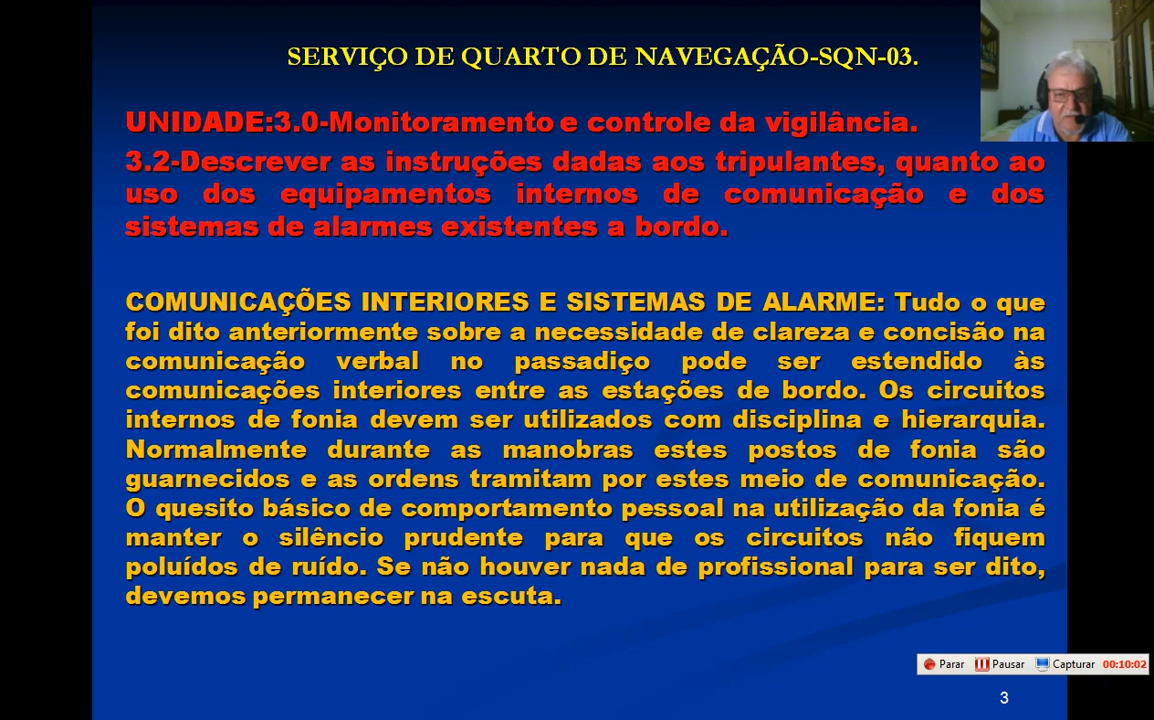 SERVIÇO DE QUARTO DE NAVEGAÇÃO-SQN-03.
UNIDADE:3.0-Monitoramento e controle da vigilância.
3.2-Descrever as instruções dadas aos tripulantes, quanto ao
uso dos equipamentos internos de comunicação e dos
sistemas de alarmes existentes a bordo.
COMUNICAÇÕES INTERIORES E SISTEMAS DE ALARME: Tudo o que
foi dito anteriormente sobre a necessidade de clareza e concisão na
comunicação verbal no passadiço pode ser estendido às
comunicações interiores entre as estações de bordo. Os circuitos
internos de fonia devem ser utilizados com disciplina e hierarquia.
Normalmente durante as manobras estes postos de fonia são
guarnecidos e as ordens tramitam por estes meio de comunicação.
O quesito básico de comportamento pessoal na utilização da fonia é
manter o silêncio prudente para que os circuitos não fiquem
poluídos de ruído. Se não houver nada de profissional para ser dito,
devemos permanecer na escuta.
Parar Pausar Capturar 00:10:02
3